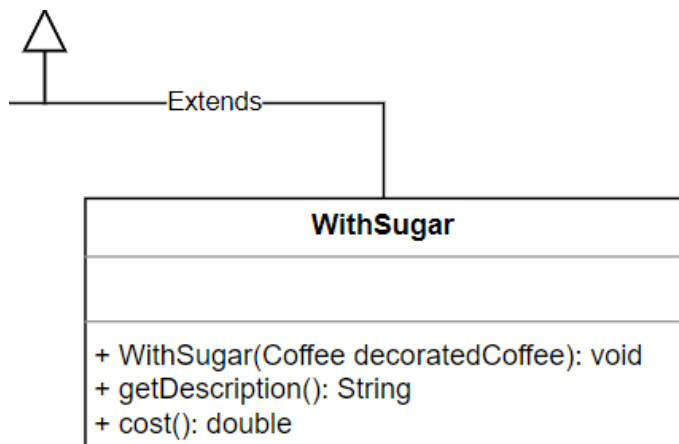 Extends
WithSugar
+ WithSugar(Coffee decoratedCoffee): void
+ getDescription(): String
+ cost(): double